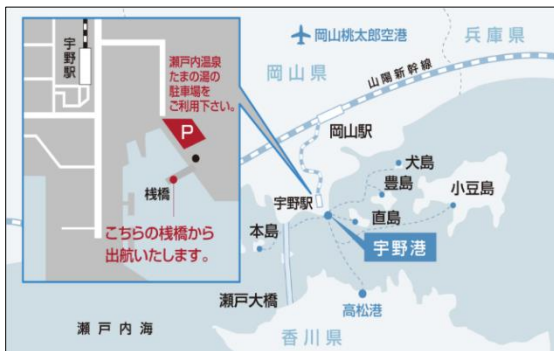 宇野駅
瀬戸内温泉
たまの湯の
駐車場を
ご利用下さい。
P
桟橋
こちらの桟橋から
出航いたします。
岡山桃太郎空港
兵庫県
岡山県
山陽新幹線
岡山駅
犬島
豊島
小豆島
宇野駅
直島
本島
宇野港
瀬戸大橋
高松港
瀬戸内海
香川県